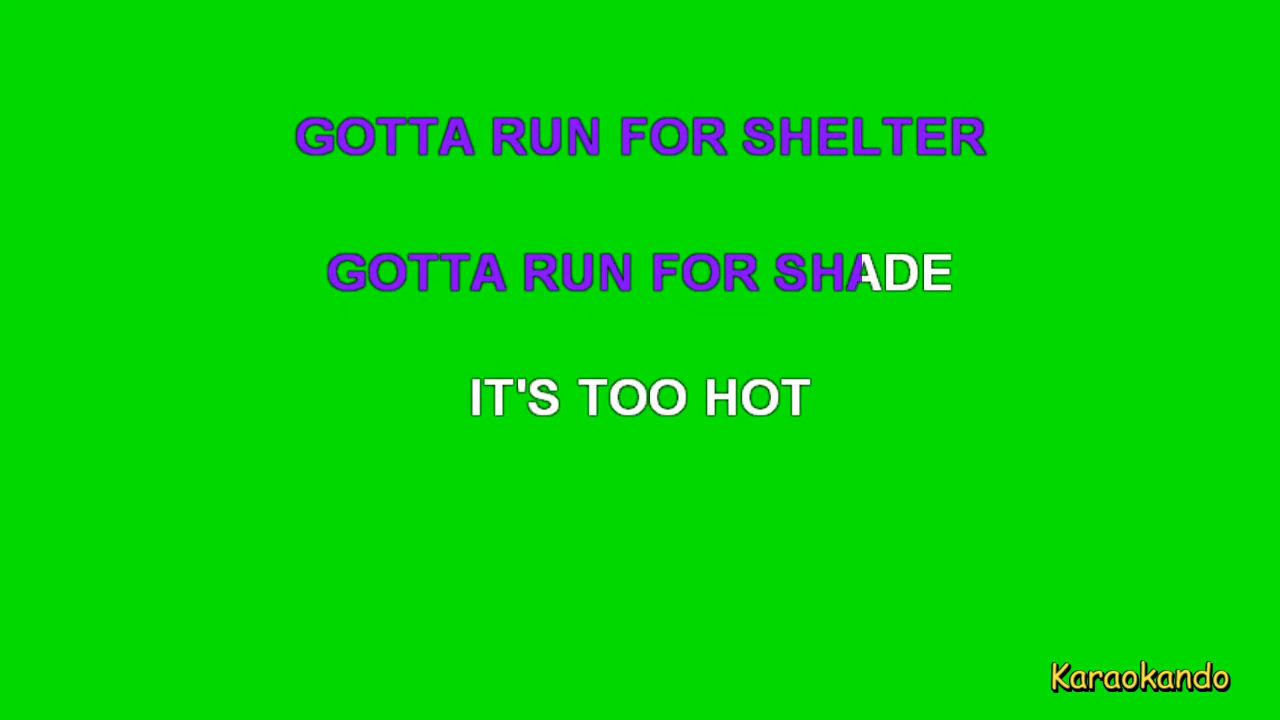 GOTTA RUN FOR SHELTER
GOTTA RUN FOR SHADE
IT'S TOO HOT
Karaokando